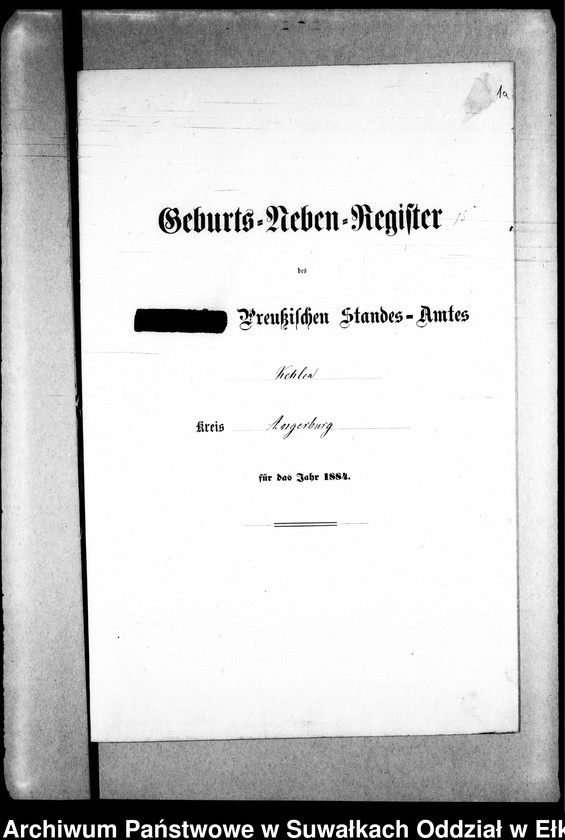 1a
Geburts-Neben-Register 15
des
Preußischen Standes-Amtes
Kehlen
Kreis Angerburg
für das Jahr 1884.
Archiwum Państwowe w Suwałkach Oddział w Ełk